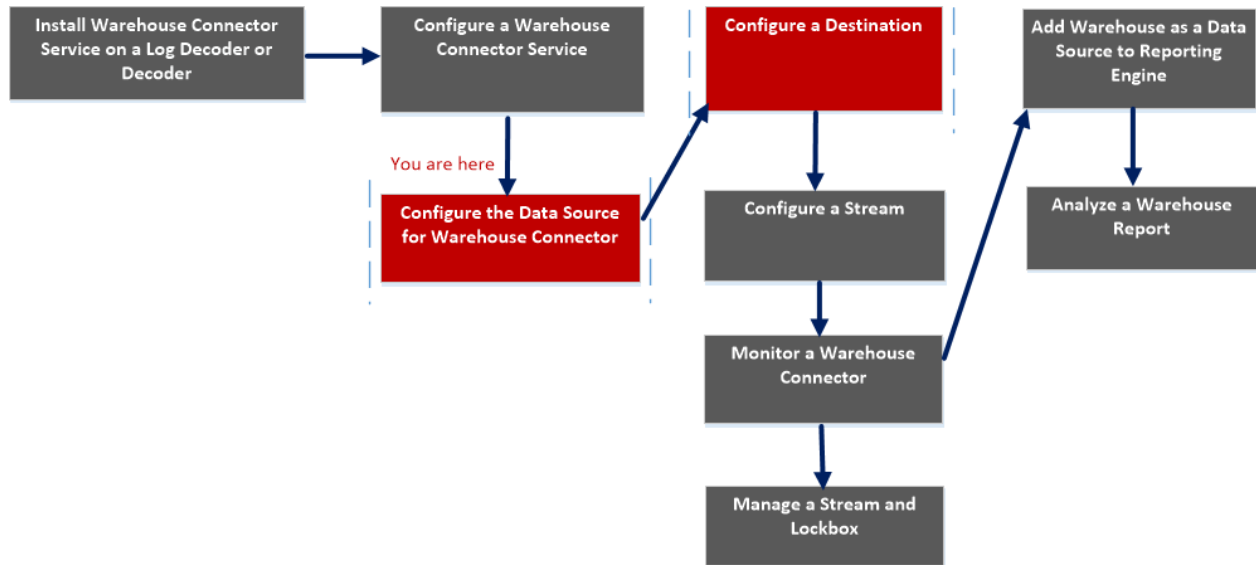 Install Warehouse Connector
Service on a Log Decoder or
Decoder
Configure a Warehouse
Connector Service
You are here
Configure the Data Source
for Warehouse Connector
Configure a Destination
Configure a Stream
Monitor a Warehouse
Connector
Manage a Stream and
Lockbox
Add Warehouse as a Data
Source to Reporting
Engine
Analyze a Warehouse
Report